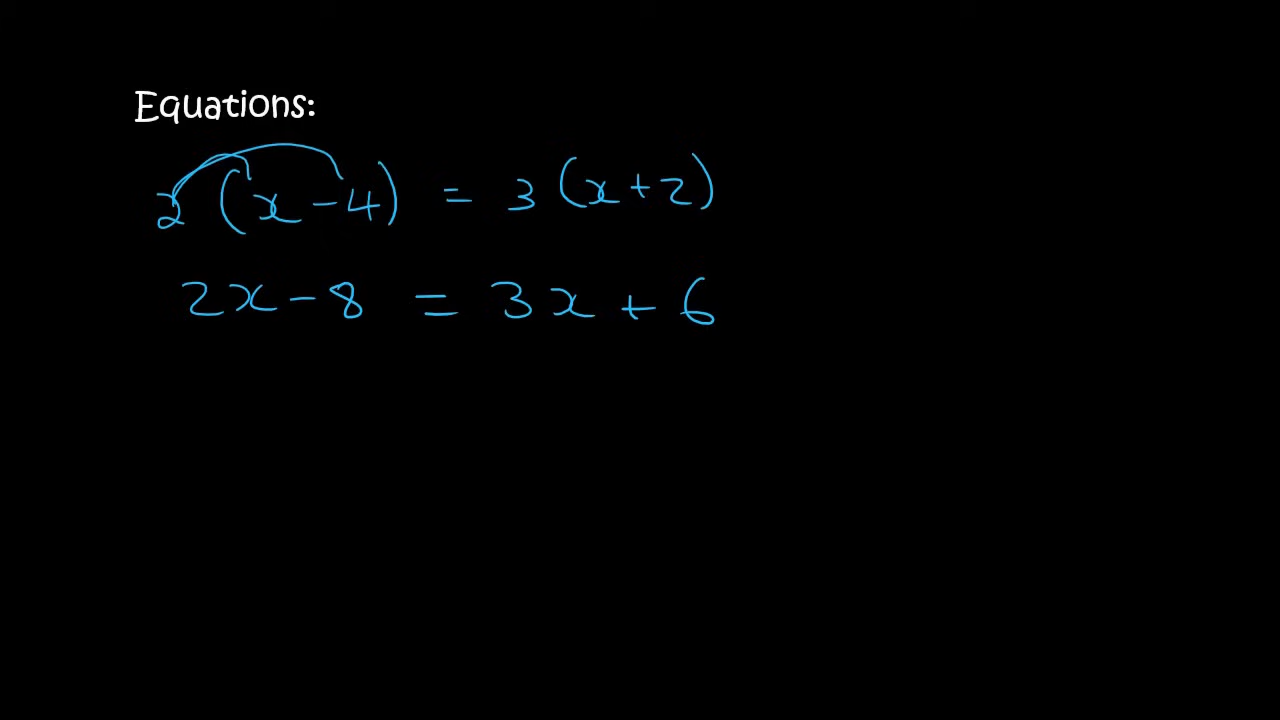 Equations:
2(x-4) = 3(x+2)
2x-8 = 3x+6